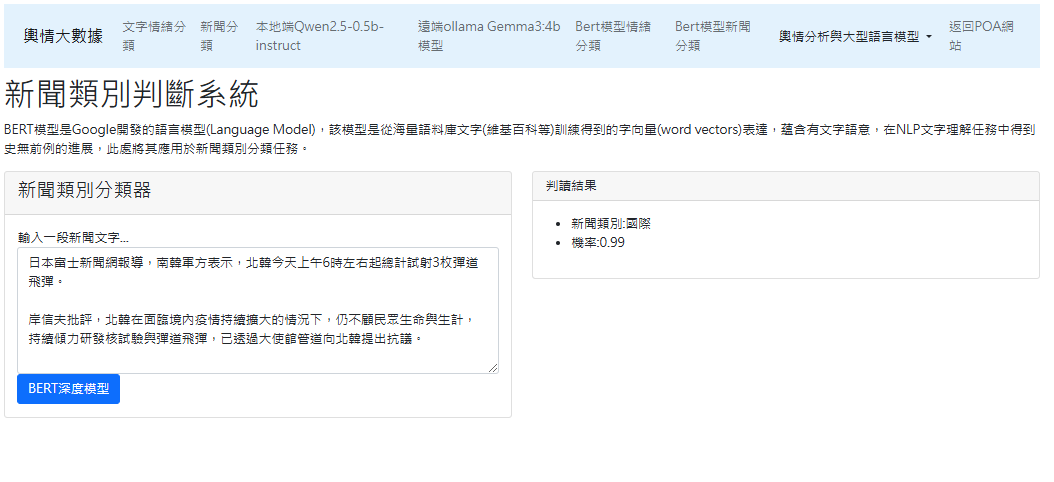 輿情大數據
文字情緒分
類
新聞分
類
本地端Qwen2.5-0.5b-
instruct
遠端ollama Gemma3:4b
模型
Bert模型情緒
分類
Bert模型新聞
分類
輿情分析與大型語言模型
返回POA網
站
新聞類別判斷系統
BERT模型是Google開發的語言模型(Language Model)，該模型是從海量語料庫文字(維基百科等)訓練得到的字向量(word vectors)表達，蘊含有文字語意，在NLP文字理解任務中得到
史無前例的進展，此處將其應用於新聞類別分類任務。
新聞類別分類器
輸入一段新聞文字...
日本富士新聞網報導，南韓軍方表示，北韓今天上午6時左右起總計試射3枚彈道
飛彈。
岸信夫批評，北韓在面臨境內疫情持續擴大的情況下，仍不顧民眾生命與生計，
持續傾力研發核試驗與彈道飛彈，已透過大使館管道向北韓提出抗議。
BERT深度模型
判讀結果
新聞類別:國際
機率:0.99